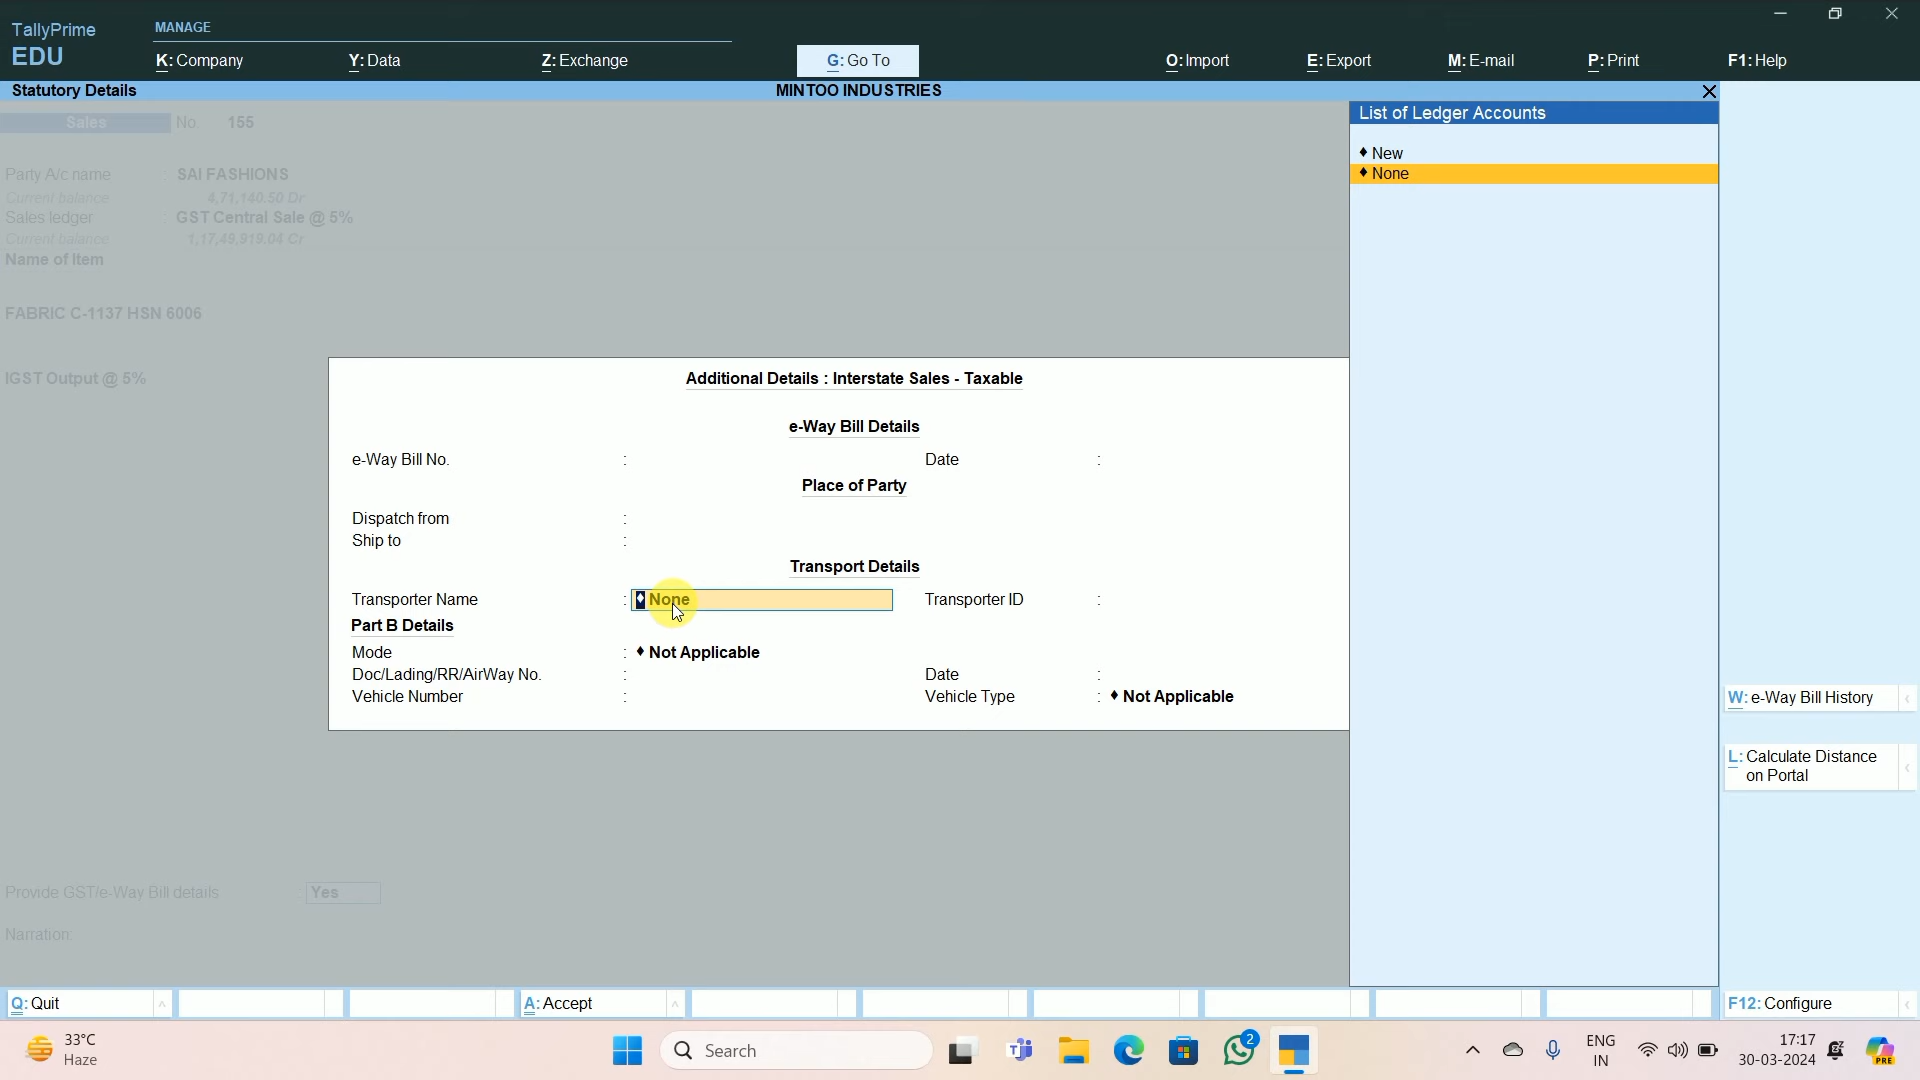 TallyPrime
EDU
MANAGE
K: Company
Y: Data
Z: Exchange
G: Go To
O: Import
E: Export
M: E-mail
P: Print
F1: Help
Statutory Details
MINTOO INDUSTRIES
Sales No. 155
Party A/c name : SAI FASHIONS
Current balance 4,71,140.50 Dr
Sales ledger : GST Central Sale @ 5%
Current balance 1,17,49,919.04 Cr
Name of Item
FABRIC C-1137 HSN 6006
IGST Output @ 5%
Additional Details : Interstate Sales - Taxable
e-Way Bill Details
e-Way Bill No. : Date :
Place of Party
Dispatch from :
Ship to :
Transport Details
Transporter Name : ♦ None Transporter ID :
Part B Details
Mode : ♦ Not Applicable
Doc/Lading/RR/AirWay No. : Date :
Vehicle Number : Vehicle Type : ♦ Not Applicable
Provide GST/e-Way Bill details : Yes
Narration:
List of Ledger Accounts
♦ New
♦ None
W: e-Way Bill History
L: Calculate Distance
on Portal
Q: Quit
A: Accept
F12: Configure
33°C
Haze
Search
2
ENG
IN
17:17
30-03-2024
PRE